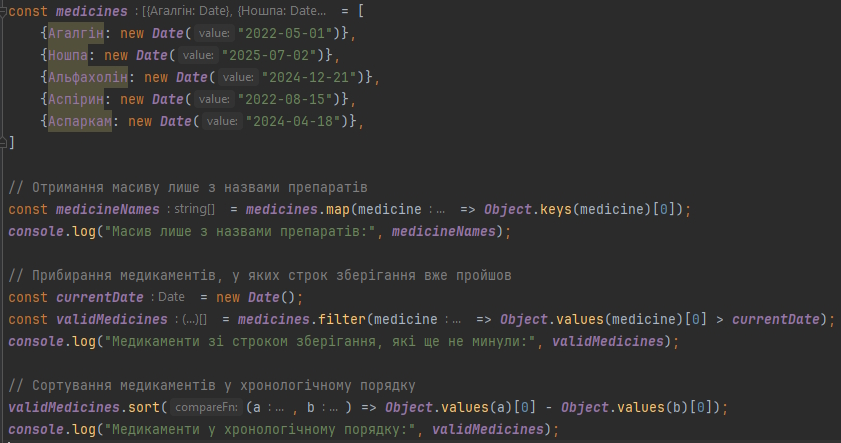 const medicines : [{Агалгін: Date}, {Ношпа: Date… = [
{Агалгін: new Date( value: "2022-05-01")},
{Ношпа: new Date( value: "2025-07-02")},
{Альфахолін: new Date( value: "2024-12-21")},
{Аспірин: new Date( value: "2022-08-15")},
{Аспаркам: new Date( value: "2024-04-18")},
]
// Отримання масиву лише з назвами препаратів
const medicineNames : string[] = medicines.map(medicine : … => Object.keys(medicine)[0]);
console.log("Масив лише з назвами препаратів:", medicineNames);
// Прибирання медикаментів, у яких строк зберігання вже пройшов
const currentDate : Date = new Date();
const validMedicines : (…)[] = medicines.filter(medicine : … => Object.values(medicine)[0] > currentDate);
console.log("Медикаменти зі строком зберігання, які ще не минули:", validMedicines);
// Сортування медикаментів у хронологічному порядку
validMedicines.sort( compareFn: (a : … , b : … ) => Object.values(a)[0] - Object.values(b)[0]);
console.log("Медикаменти у хронологічному порядку:", validMedicines);